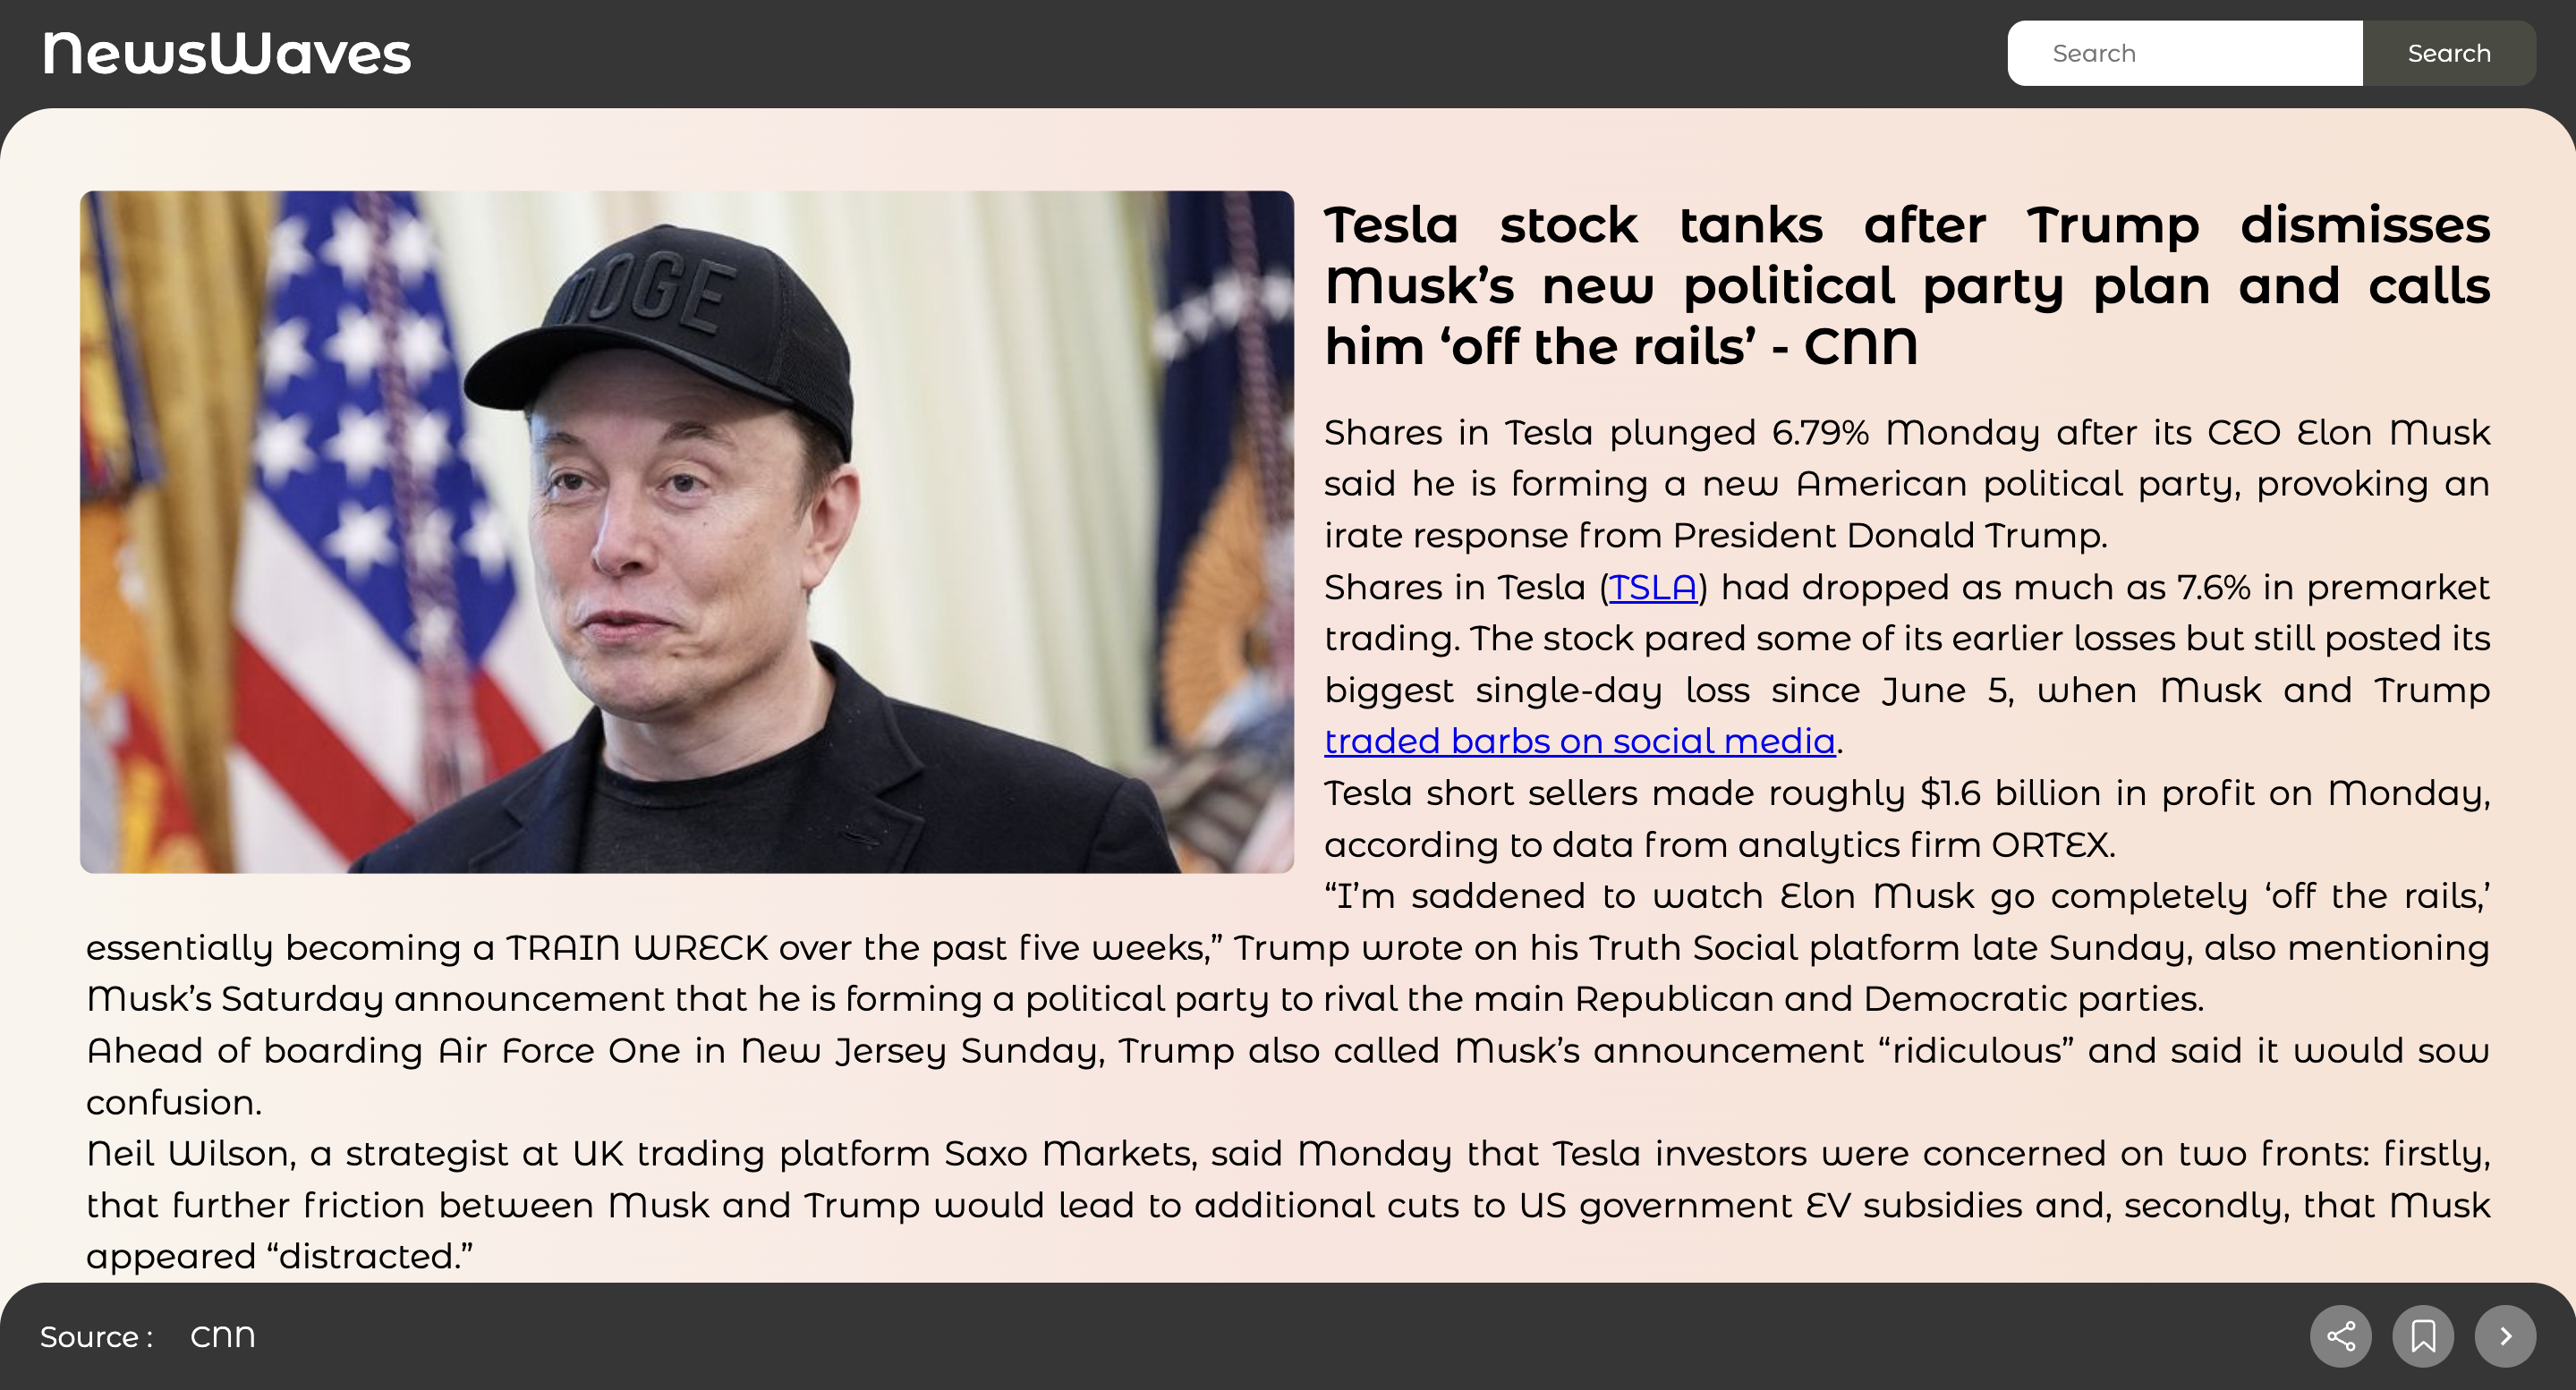 NewsWaves
Search
Search
DOGE
Tesla stock tanks after Trump dismisses
Musk’s new political party plan and calls
him ‘off the rails’ - CNN
Shares in Tesla plunged 6.79% Monday after its CEO Elon Musk
said he is forming a new American political party, provoking an
irate response from President Donald Trump.
Shares in Tesla (TSLA) had dropped as much as 7.6% in premarket
trading. The stock pared some of its earlier losses but still posted its
biggest single-day loss since June 5, when Musk and Trump
traded barbs on social media.
Tesla short sellers made roughly $1.6 billion in profit on Monday,
according to data from analytics firm ORTEX.
“I’m saddened to watch Elon Musk go completely ‘off the rails,’
essentially becoming a TRAIN WRECK over the past five weeks,” Trump wrote on his Truth Social platform late Sunday, also mentioning
Musk’s Saturday announcement that he is forming a political party to rival the main Republican and Democratic parties.
Ahead of boarding Air Force One in New Jersey Sunday, Trump also called Musk’s announcement “ridiculous” and said it would sow
confusion.
Neil Wilson, a strategist at UK trading platform Saxo Markets, said Monday that Tesla investors were concerned on two fronts: firstly,
that further friction between Musk and Trump would lead to additional cuts to US government EV subsidies and, secondly, that Musk
appeared “distracted.”
Source : CNN